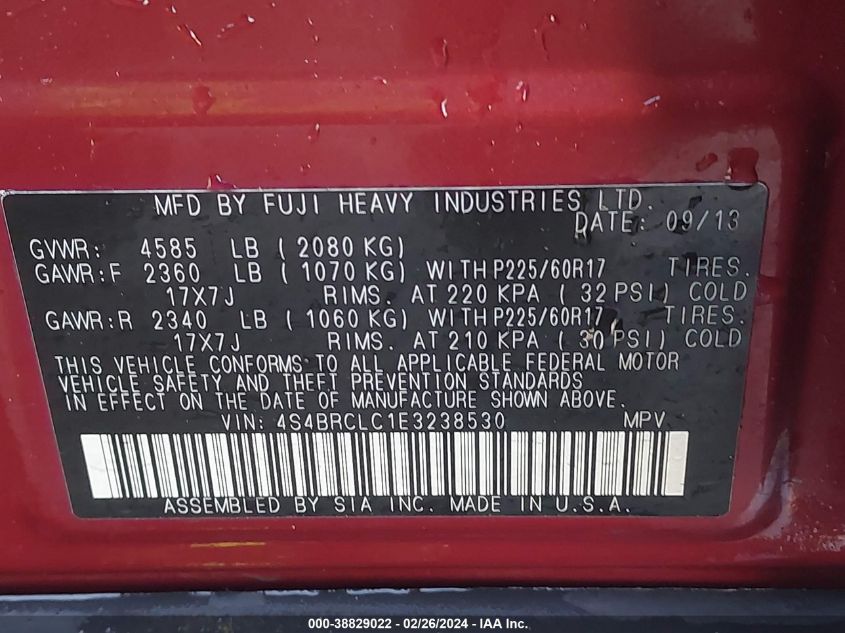 MFD BY FUJI HEAVY INDUSTRIES LTD.
DATE: 09/13
GVWR: 4585 LB ( 2080 KG)
GAWR:F 2360 LB ( 1070 KG) WITH P225/60R17 TIRES.
17X7J RIMS. AT 220 KPA ( 32 PSI) COLD
GAWR:R 2340 LB ( 1060 KG) WITH P225/60R17 TIRES.
17X7J RIMS. AT 210 KPA ( 30 PSI) COLD
THIS VEHICLE CONFORMS TO ALL APPLICABLE FEDERAL MOTOR
VEHICLE SAFETY AND THEFT PREVENTION STANDARDS
IN EFFECT ON THE DATE OF MANUFACTURE SHOWN ABOVE.
VIN: 4S4BRCLC1E3238530 MPV
ASSEMBLED BY SIA INC. MADE IN U.S.A.
000-38829022 - 02/26/2024 - IAA Inc.